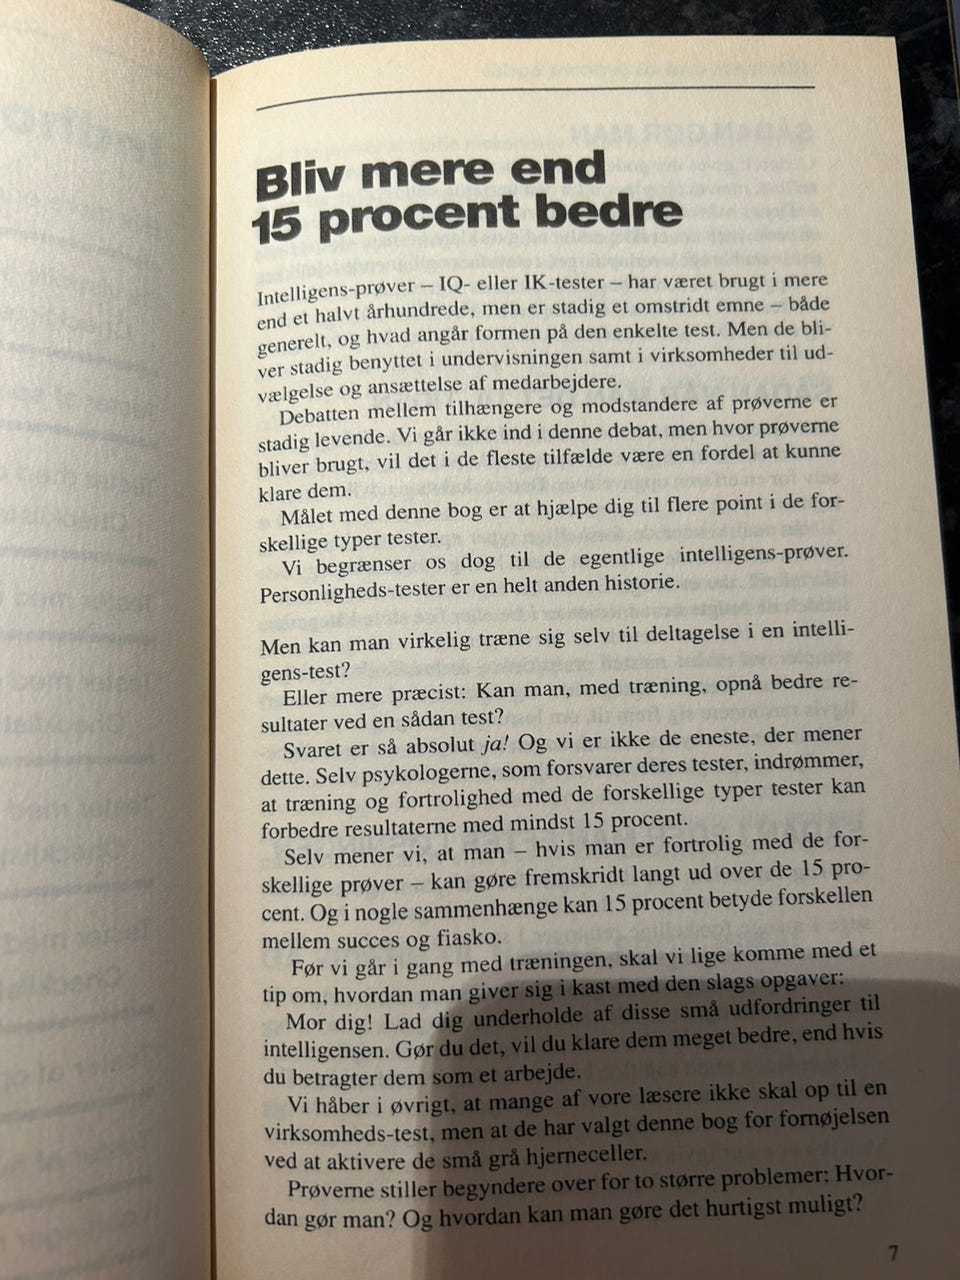 Bliv mere end
15 procent bedre
Intelligens-prøver – IQ- eller IK-tester – har været brugt i mere
end et halvt århundrede, men er stadig et omstridt emne – både
generelt, og hvad angår formen på den enkelte test. Men de bli-
ver stadig benyttet i undervisningen samt i virksomheder til ud-
vælgelse og ansættelse af medarbejdere.
Debatten mellem tilhængere og modstandere af prøverne er
stadig levende. Vi går ikke ind i denne debat, men hvor prøverne
bliver brugt, vil det i de fleste tilfælde være en fordel at kunne
klare dem.
Målet med denne bog er at hjælpe dig til flere point i de for-
skellige typer tester.
Vi begrænser os dog til de egentlige intelligens-prøver.
Personligheds-tester er en helt anden historie.
Men kan man virkelig træne sig selv til deltagelse i en intelli-
gens-test?
Eller mere præcist: Kan man, med træning, opnå bedre re-
sultater ved en sådan test?
Svaret er så absolut ja! Og vi er ikke de eneste, der mener
dette. Selv psykologerne, som forsvarer deres tester, indrømmer,
at træning og fortrolighed med de forskellige typer tester kan
forbedre resultaterne med mindst 15 procent.
Selv mener vi, at man – hvis man er fortrolig med de for-
skellige prøver – kan gøre fremskridt langt ud over de 15 pro-
cent. Og i nogle sammenhænge kan 15 procent betyde forskellen
mellem succes og fiasko.
Før vi går i gang med træningen, skal vi lige komme med et
tip om, hvordan man giver sig i kast med den slags opgaver:
Mor dig! Lad dig underholde af disse små udfordringer til
intelligensen. Gør du det, vil du klare dem meget bedre, end hvis
du betragter dem som et arbejde.
Vi håber i øvrigt, at mange af vore læsere ikke skal op til en
virksomheds-test, men at de har valgt denne bog for fornøjelsen
ved at aktivere de små grå hjerneceller.
Prøverne stiller begyndere over for to større problemer: Hvor-
dan gør man? Og hvordan kan man gøre det hurtigst muligt?
7